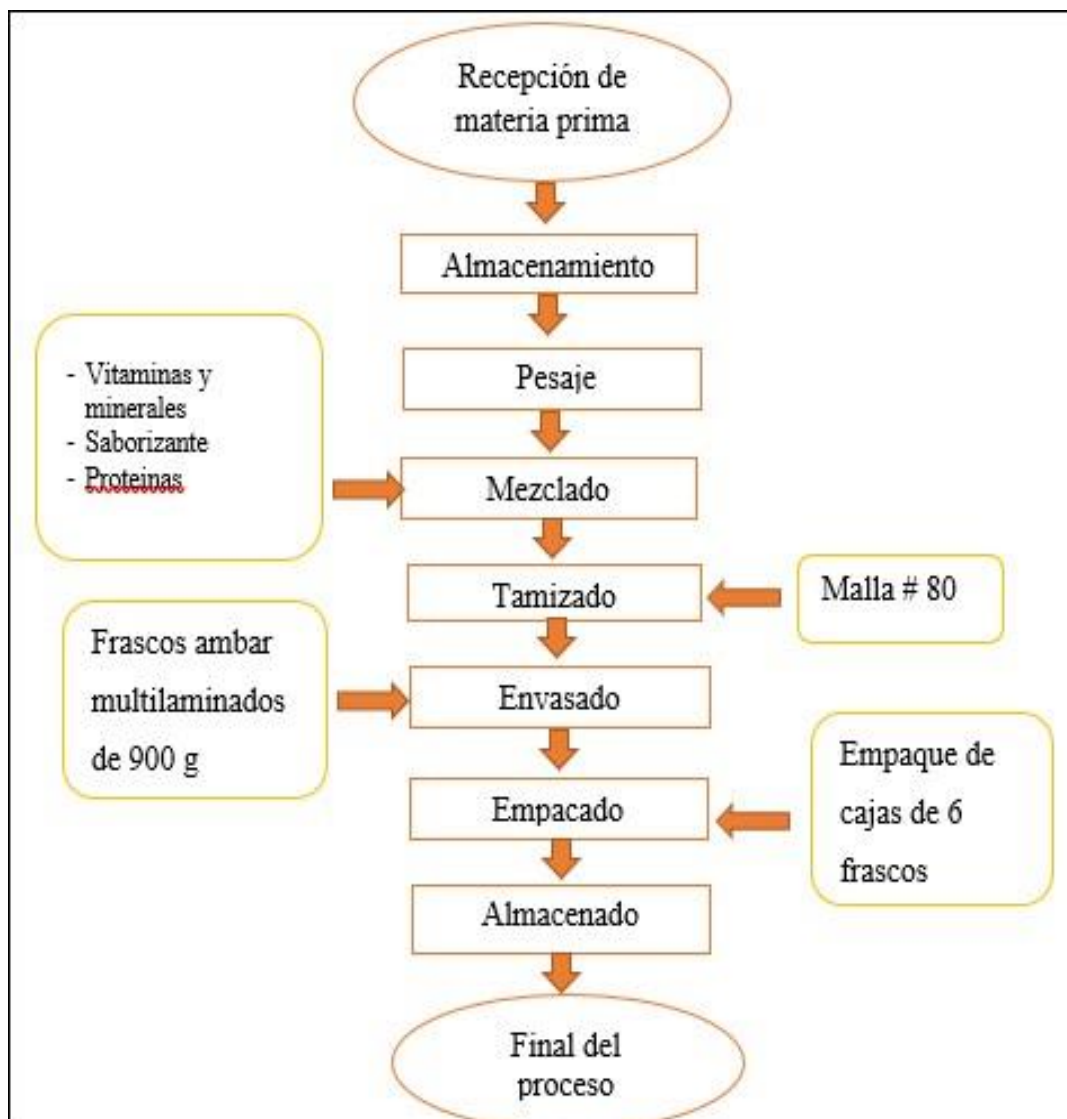 Recepción de
materia prima
Almacenamiento
Pesaje
- Vitaminas y
minerales
- Saborizante
- Proteinas
Mezclado
Tamizado
Malla # 80
Frascos ambar
multilaminados
de 900 g
Envasado
Empacado
Empaque de
cajas de 6
frascos
Almacenado
Final del
proceso